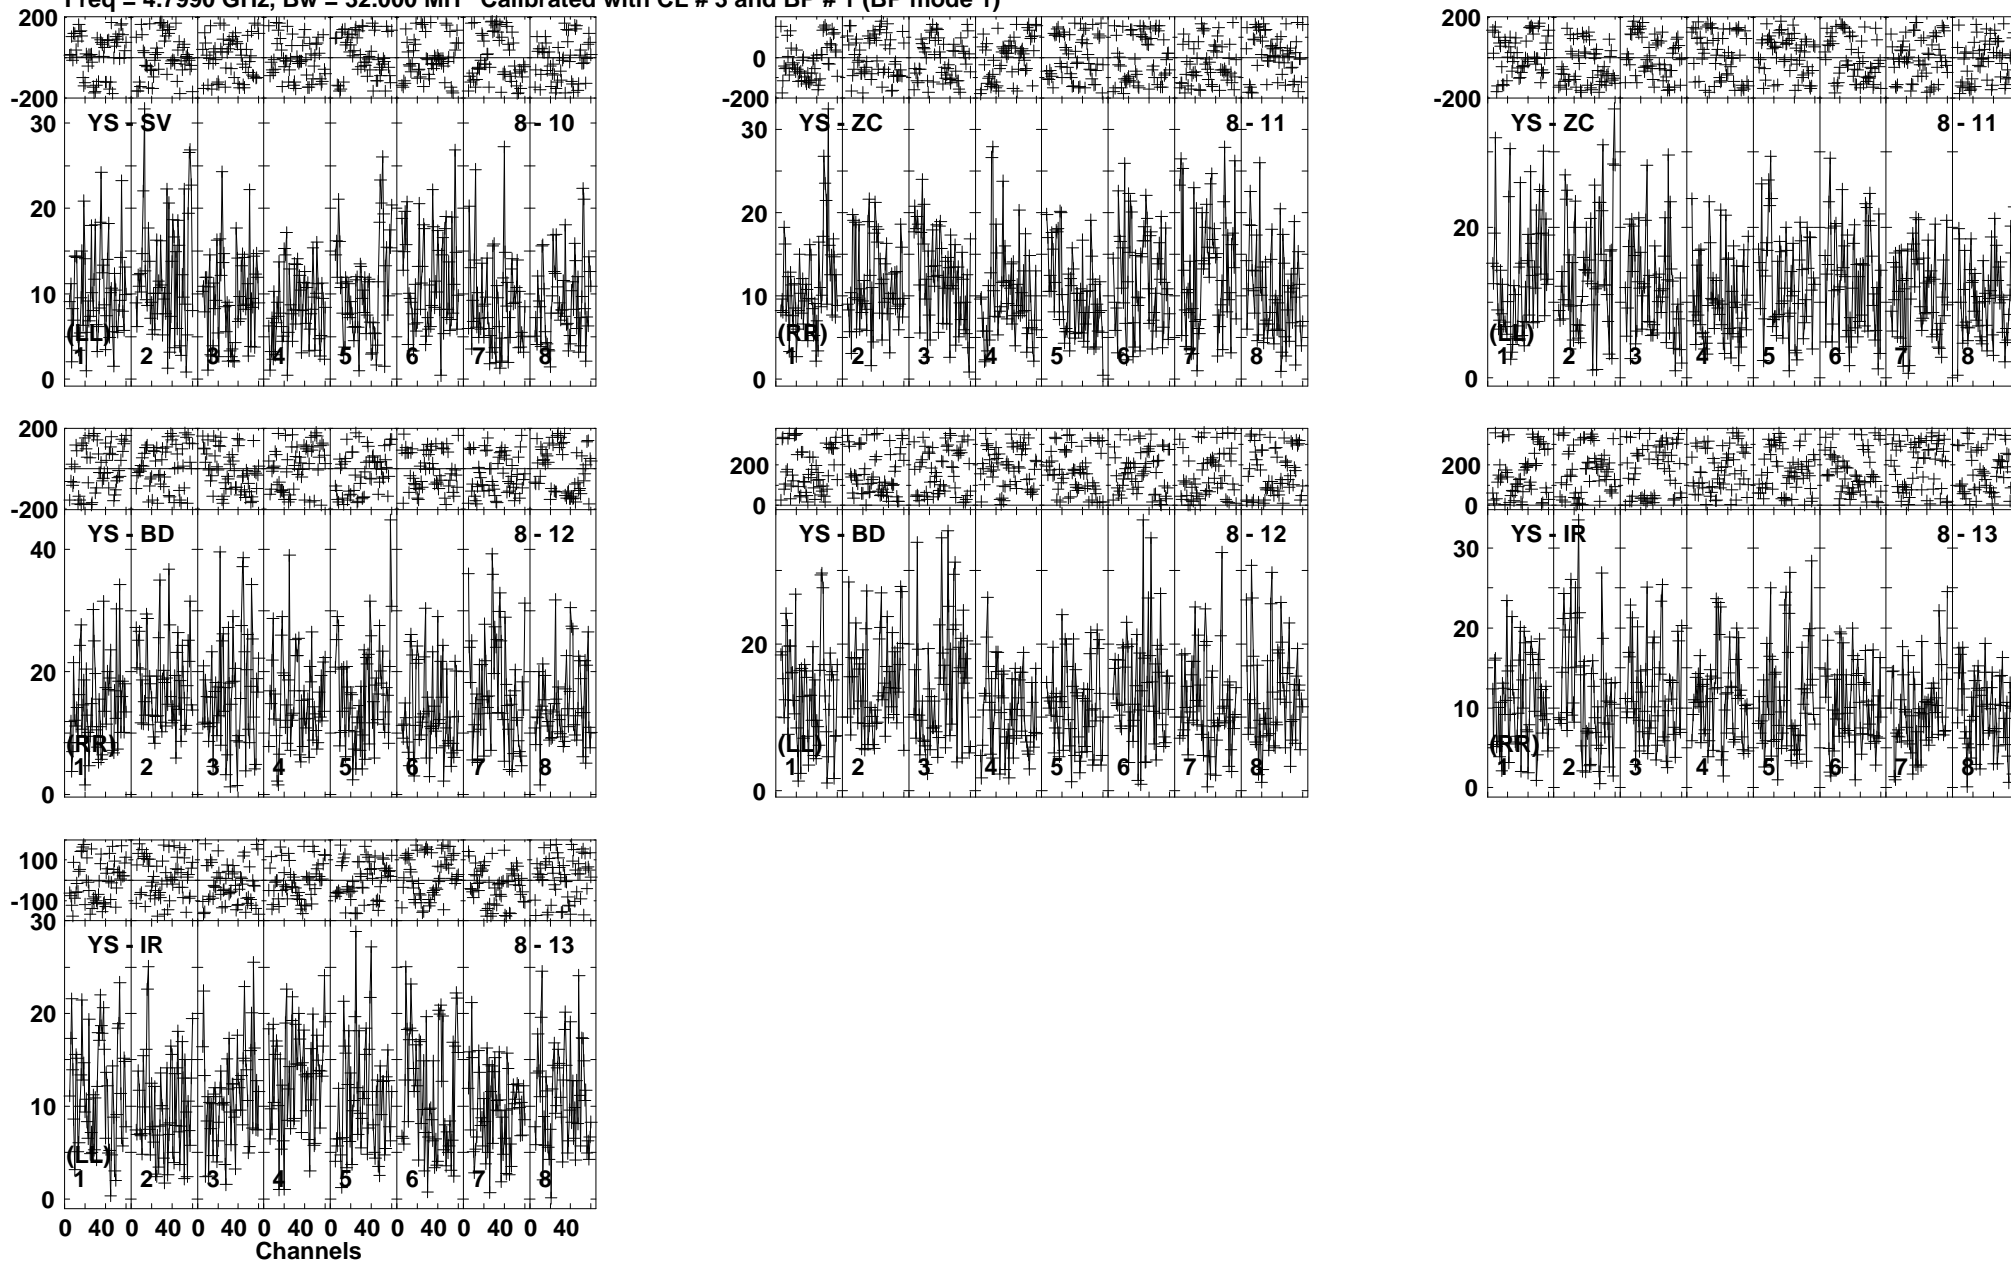 Freq = 4.7990 GHz, Bw = 32.000 MH Calibrated with CL # 3 and BP # 1 (BP mode 1)
200 -200 30 20 10 0
YS - SV 8 - 10
(LL)
1 2 3 4 5 6 7 8
200 0 -200 30 20 10 0
YS - ZC 8 - 11
(RR)
1 2 3 4 5 6 7 8
200 -200 20 0
YS - ZC 8 - 11
(LL)
1 2 3 4 5 6 7 8
200 -200 40 20 0
YS - BD 8 - 12
(RR)
1 2 3 4 5 6 7 8
200 0 20 0
YS - BD 8 - 12
(LL)
1 2 3 4 5 6 7 8
200 0 30 20 10 0
YS - IR 8 - 13
(RR)
1 2 3 4 5 6 7 8
100 -100 30 20 10 0
YS - IR 8 - 13
(LL)
1 2 3 4 5 6 7 8
0 40 0 40 0 40 0 40 0 40 0 40 0 40 0 40
Channels